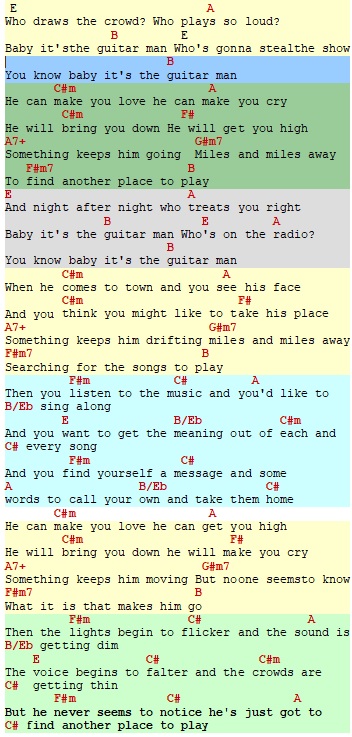 E A
Who draws the crowd? Who plays so loud?
B E
Baby it'sthe guitar man Who's gonna stealthe show
B
You know baby it's the guitar man
C#m A
He can make you love he can make you cry
C#m F#
He will bring you down He will get you high
A7+ G#m7
Something keeps him going Miles and miles away
F#m7 B
To find another place to play
E A
And night after night who treats you right
B E A
Baby it's the guitar man Who's on the radio?
B
You know baby it's the guitar man
C#m A
When he comes to town and you see his face
C#m F#
And you think you might like to take his place
A7+ G#m7
Something keeps him drifting miles and miles away
F#m7 B
Searching for the songs to play
F#m C# A
Then you listen to the music and you'd like to
B/Eb sing along
E B/Eb C#m
And you want to get the meaning out of each and
C# every song
F#m C#
And you find yourself a message and some
A B/Eb C#
words to call your own and take them home
C#m A
He can make you love he can get you high
C#m F#
He will bring you down he will make you cry
A7+ G#m7
Something keeps him moving But noone seemsto know
F#m7 B
What it is that makes him go
F#m C# A
Then the lights begin to flicker and the sound is
B/Eb getting dim
E C# C#m
The voice begins to falter and the crowds are
C# getting thin
F#m C# A
But he never seems to notice he's just got to
C# find another place to play